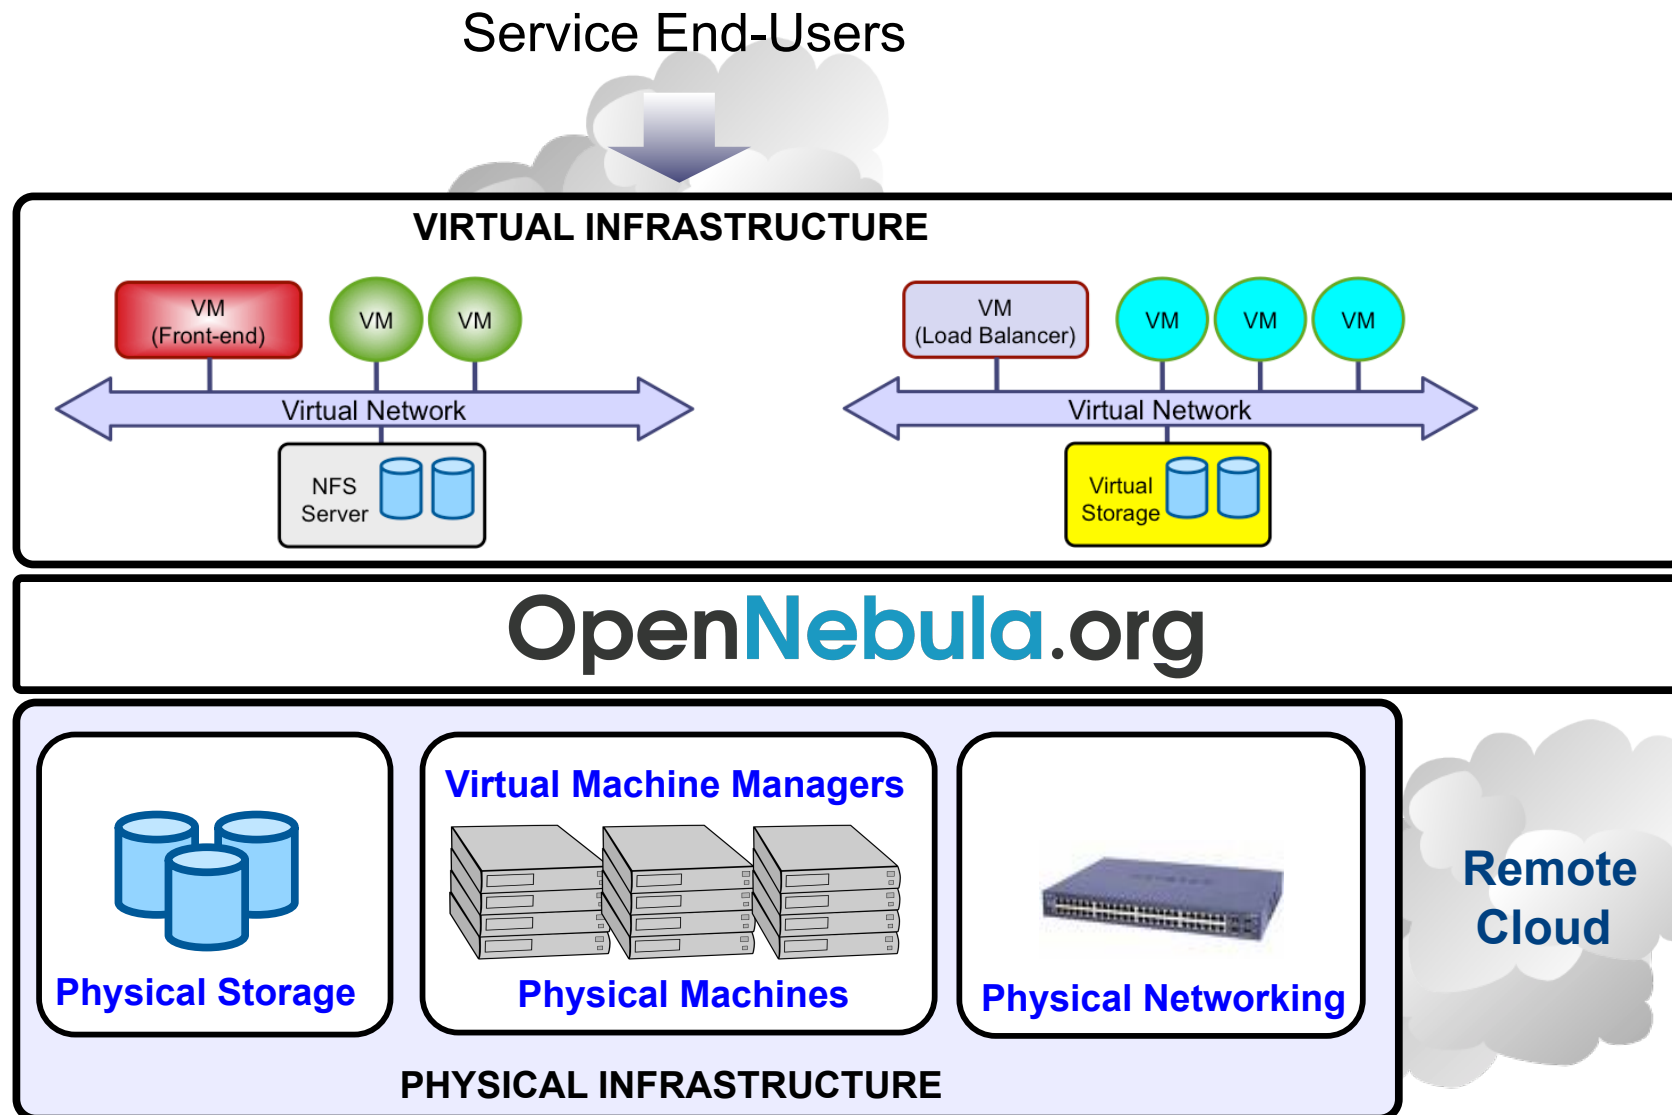 Service End-Users
VIRTUAL INFRASTRUCTURE
VM
(Front-end)
VM
VM
Virtual Network
NFS
Server
VM
(Load Balancer)
VM
VM
VM
Virtual Network
Virtual
Storage
OpenNebula.org
Physical Storage
Virtual Machine Managers
Physical Machines
Physical Networking
Remote
Cloud
PHYSICAL INFRASTRUCTURE